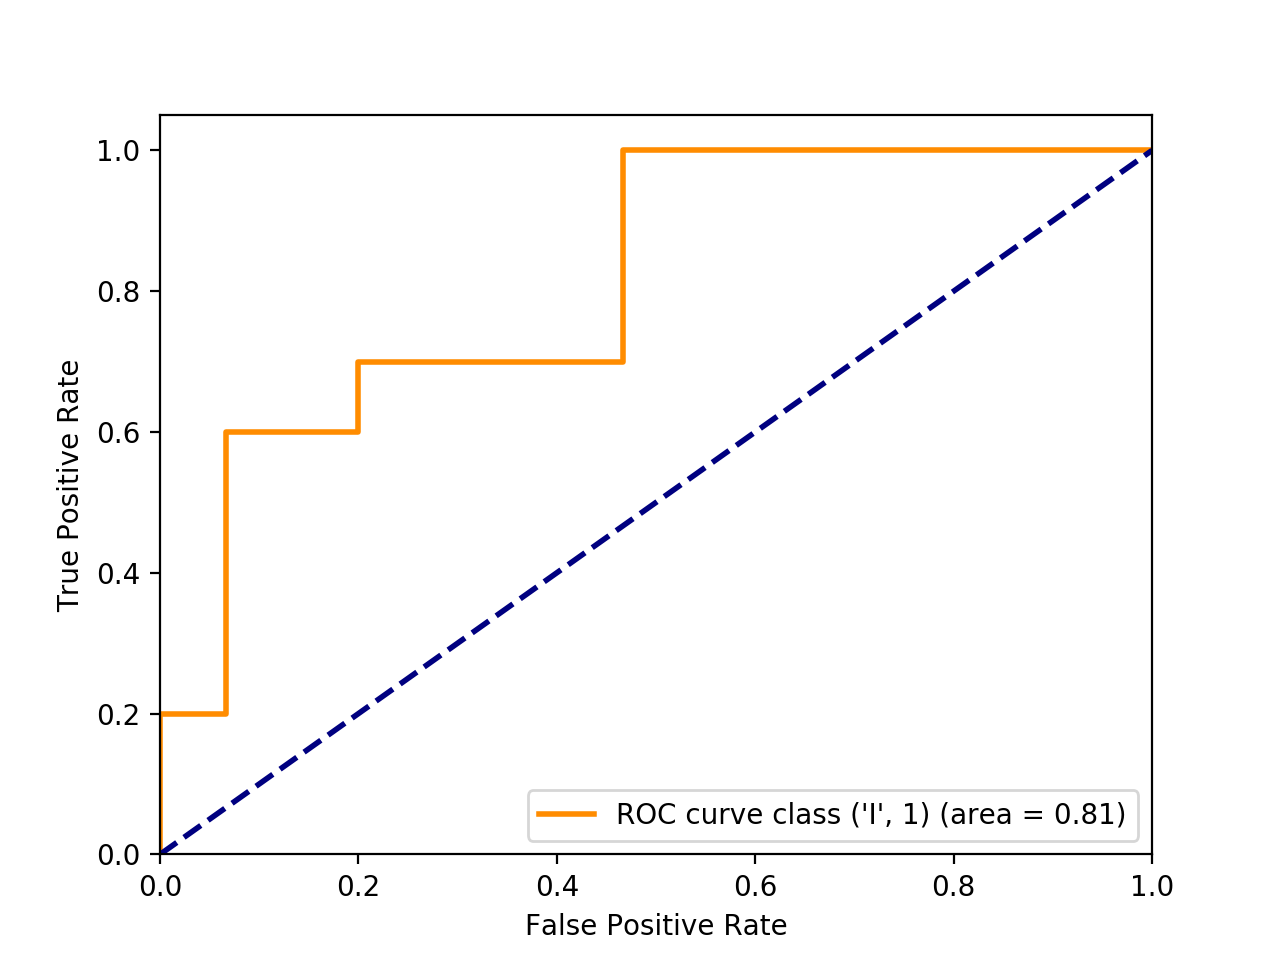 1.0
0.8
0.6
0.4
0.2
0.0
True Positive Rate
ROC curve class ('I', 1) (area = 0.81)
0.0 0.2 0.4 0.6 0.8 1.0
False Positive Rate